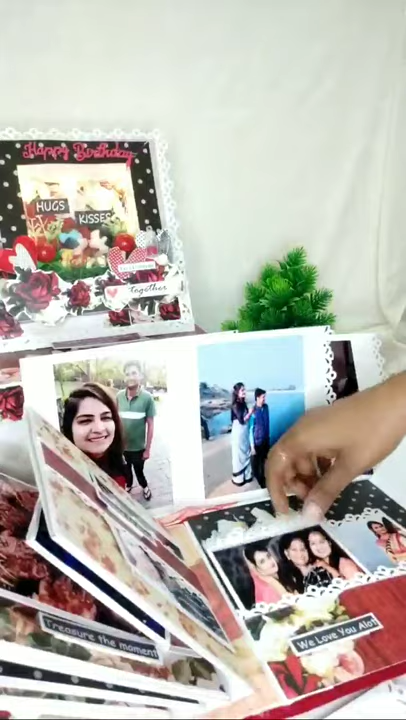 Happy Birthday
HUGS
KISSES
Together
Treasure the moment
We Love You Alot